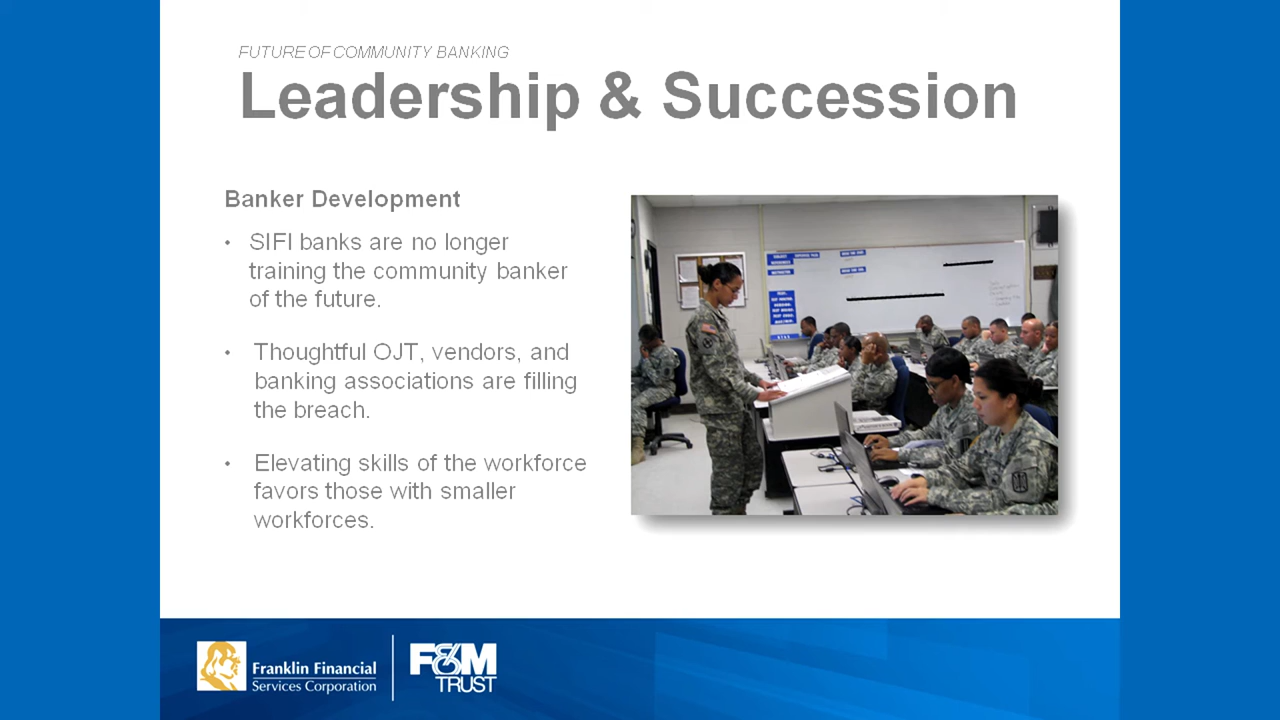 FUTURE OF COMMUNITY BANKING
Leadership & Succession
Banker Development
• SIFI banks are no longer
training the community banker
of the future.
• Thoughtful OJT, vendors, and
banking associations are filling
the breach.
• Elevating skills of the workforce
favors those with smaller
workforces.
Franklin Financial
Services Corporation
F&M
TRUST